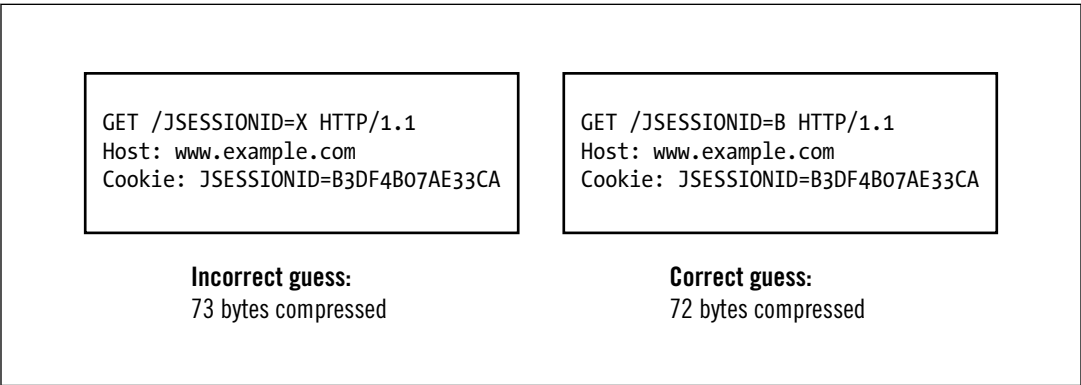 GET /JSESSIONID=X HTTP/1.1
Host: www.example.com
Cookie: JSESSIONID=B3DF4B07AE33CA
Incorrect guess:
73 bytes compressed
GET /JSESSIONID=B HTTP/1.1
Host: www.example.com
Cookie: JSESSIONID=B3DF4B07AE33CA
Correct guess:
72 bytes compressed